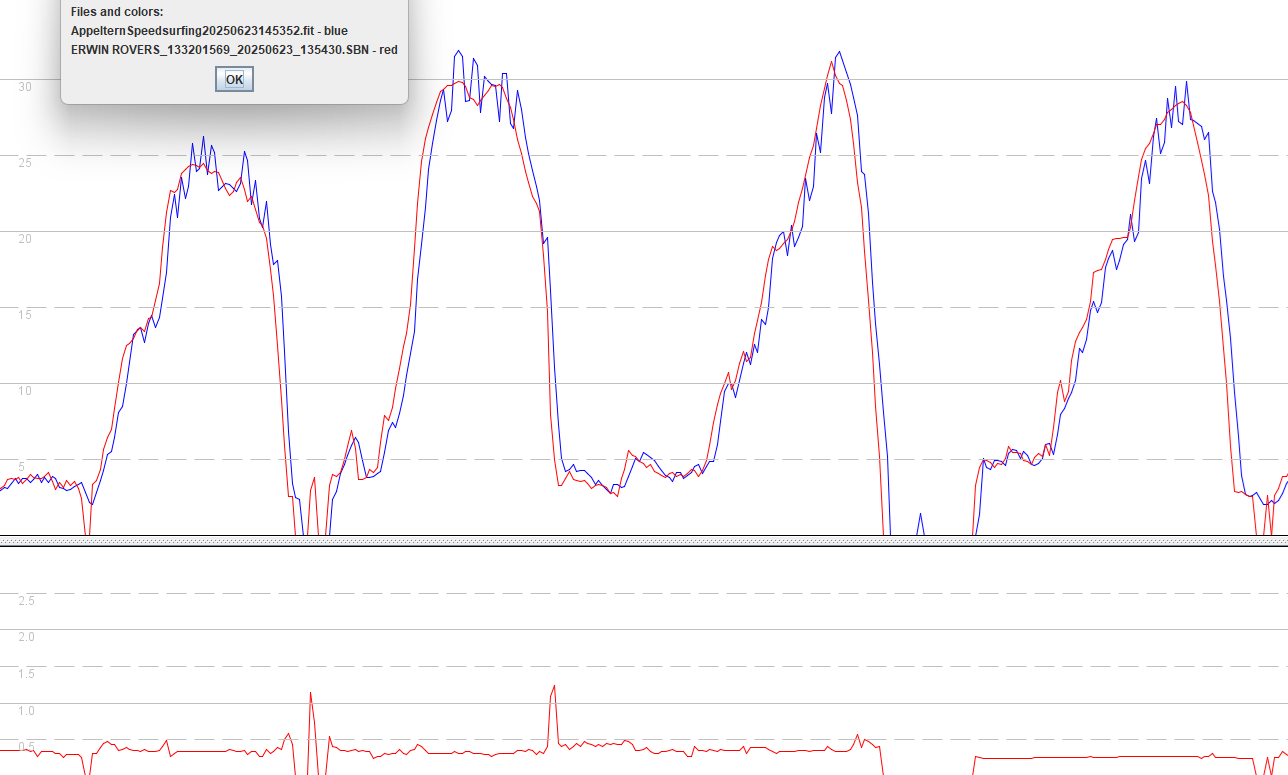 Files and colors:
AppelternSpeedsurfing20250623145352.fit - blue
ERWIN ROVERS_133201569_20250623_135430.SBN - red
OK
30
25
20
15
10
5
2.5
2.0
1.5
1.0
0.5